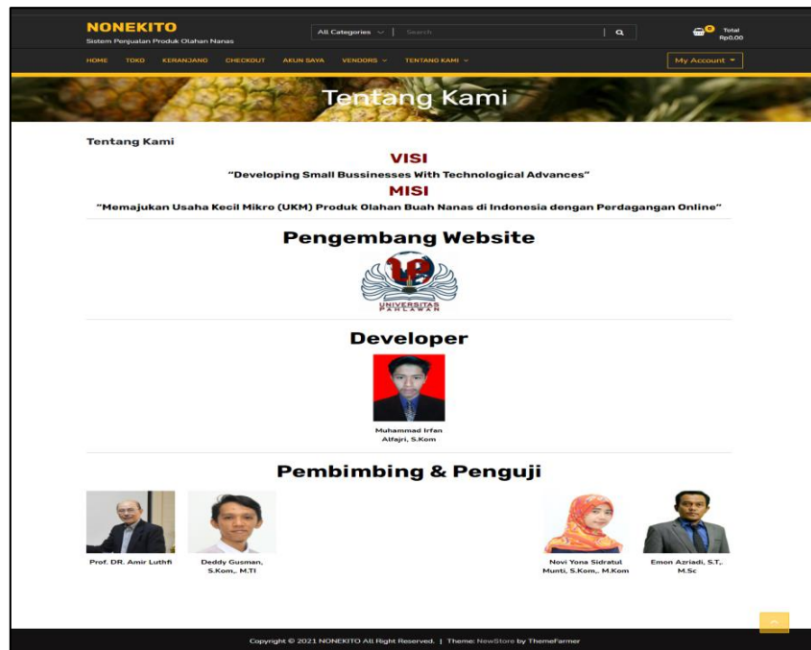 NONEKITO
Sistem Penjualan Produk Olahan Nanas
All Categories
Search
0
Total
Rp0,00
HOME TOKO KERANJANG CHECKOUT AKUN SAYA VENDORS TENTANG KAMI
My Account
Tentang Kami
Tentang Kami
VISI
“Developing Small Bussinesses With Technological Advances”
MISI
“Memajukan Usaha Kecil Mikro (UKM) Produk Olahan Buah Nanas di Indonesia dengan Perdagangan Online”
Pengembang Website
UNIVERSITAS
PAHLAWAN
Developer
Muhammad Irfan
Alfajri, S.Kom
Pembimbing & Penguji
Prof. DR. Amir Luthfi
Deddy Gusman,
S.Kom., M.TI
Novi Yona Sidratul
Munti, S.Kom., M.Kom
Emon Azriadi, S.T.,
M.Sc
Copyright © 2021 NONEKITO All Right Reserved. | Theme: NewStore by ThemeFarmer